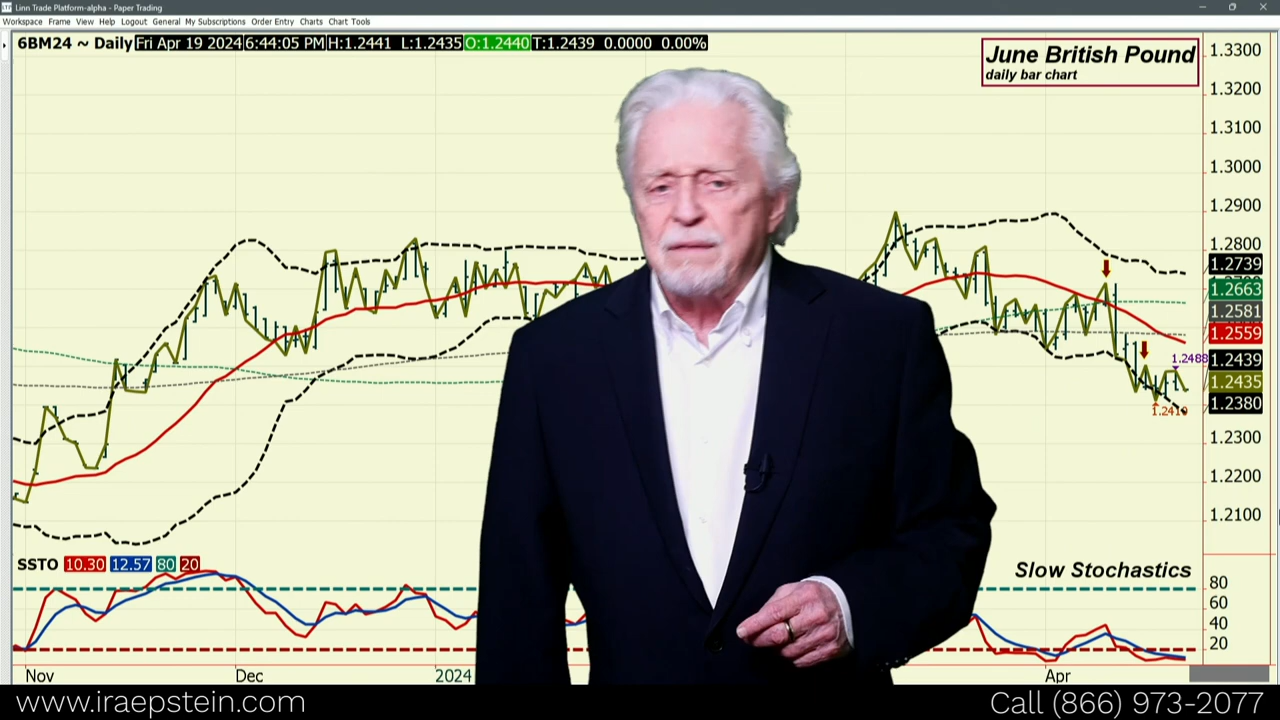 Linn Trade Platform-alpha - Paper Trading
Workspace Frame View Help Logout General My Subscriptions Order Entry Charts Chart Tools
6BM24 ~ Daily Fri Apr 19 2024 6:44:05 PM H:1.2441 L:1.2435 O:1.2440 T:1.2439 0.0000 0.00%
June British Pound
daily bar chart
1.3300
1.3200
1.3100
1.3000
1.2900
1.2800
1.2739
1.2663
1.2581
1.2559
1.2488
1.2439
1.2435
1.2380
1.2410
1.2300
1.2200
1.2100
SSTO 10.30 12.57 80 20
Slow Stochastics
80
60
40
20
Nov Dec 2024 Apr
www.iraepstein.com
Call (866) 973-2077